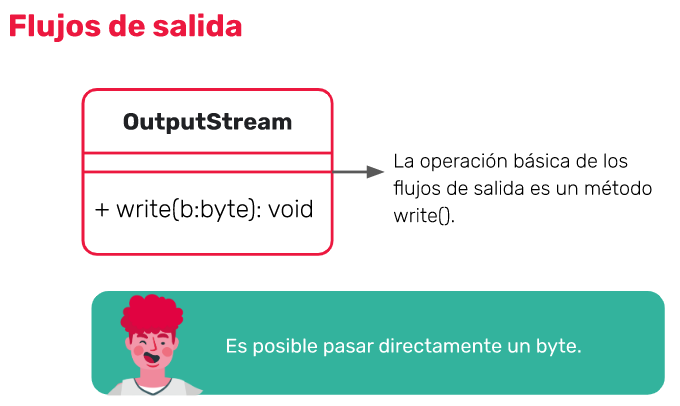 Flujos de salida
OutputStream
+ write(b:byte): void
La operación básica de los
flujos de salida es un método
write().
Es posible pasar directamente un byte.